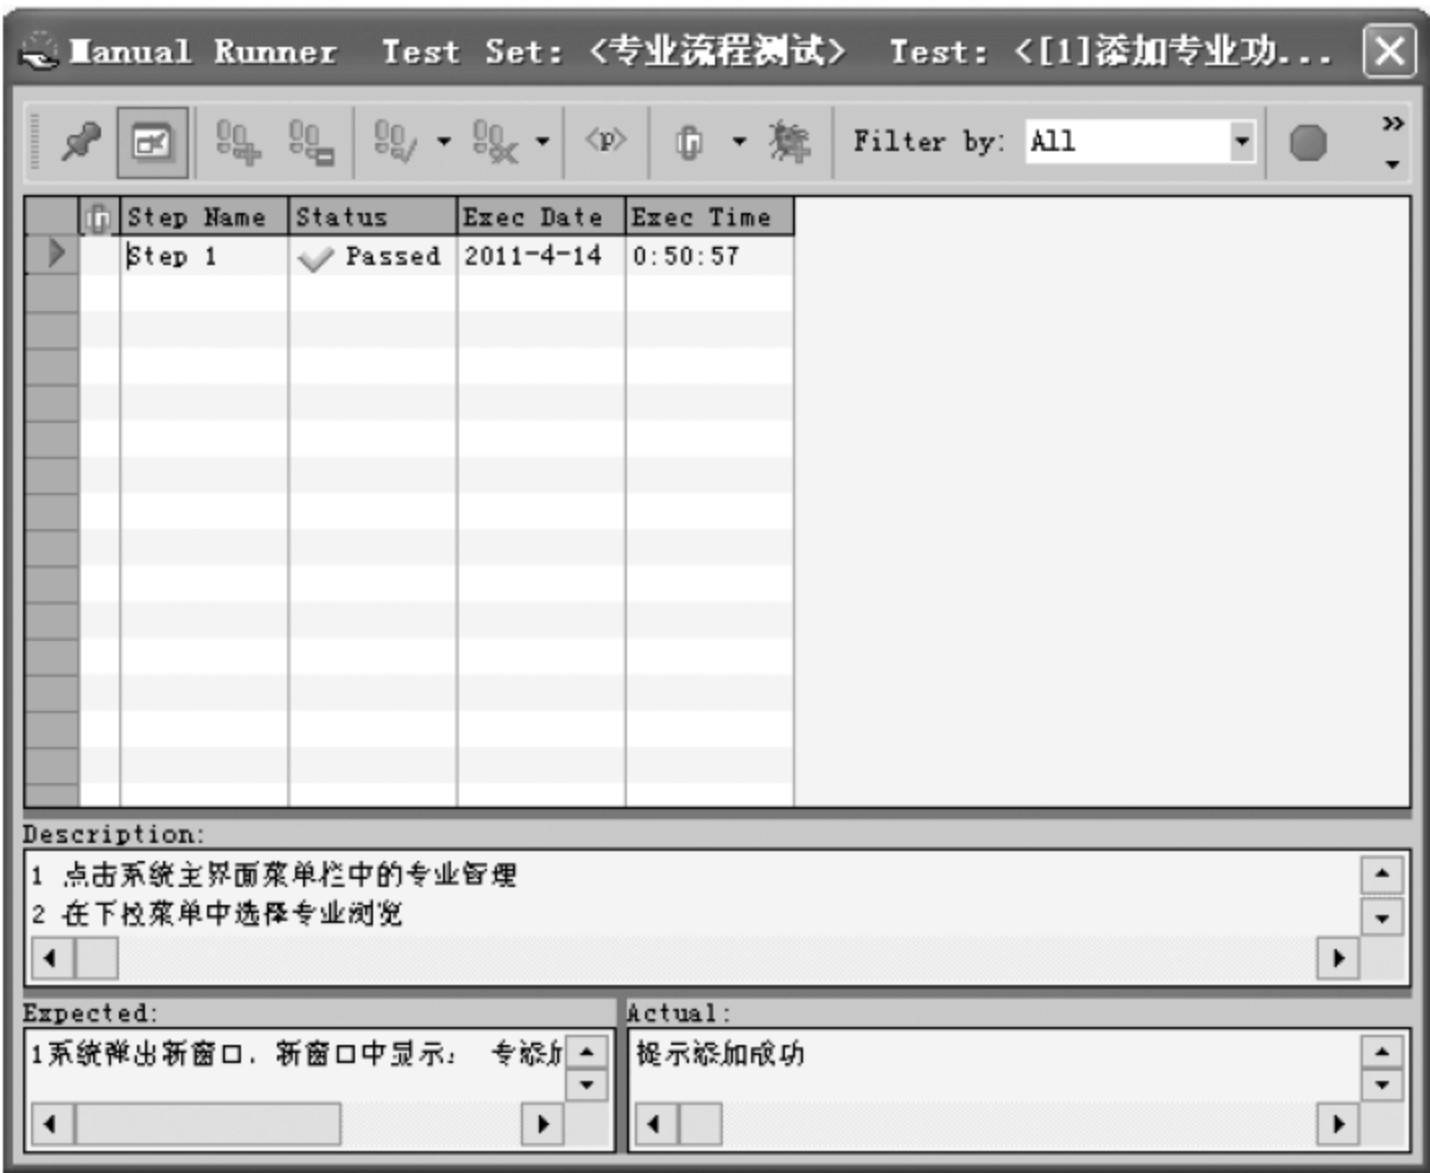 Manual Runner Test Set: <专业流程测试> Test: <[1]添加专业功...
<p> Filter by: All
Step Name Status Exec Date Exec Time
Step 1 Passed 2011-4-14 0:50:57
Description:
1 点击系统主界面菜单栏中的专业管理
2 在下拉菜单中选择专业浏览
Expected:
1系统弹出新窗口，新窗口中显示： 专添加
Actual:
提示添加成功